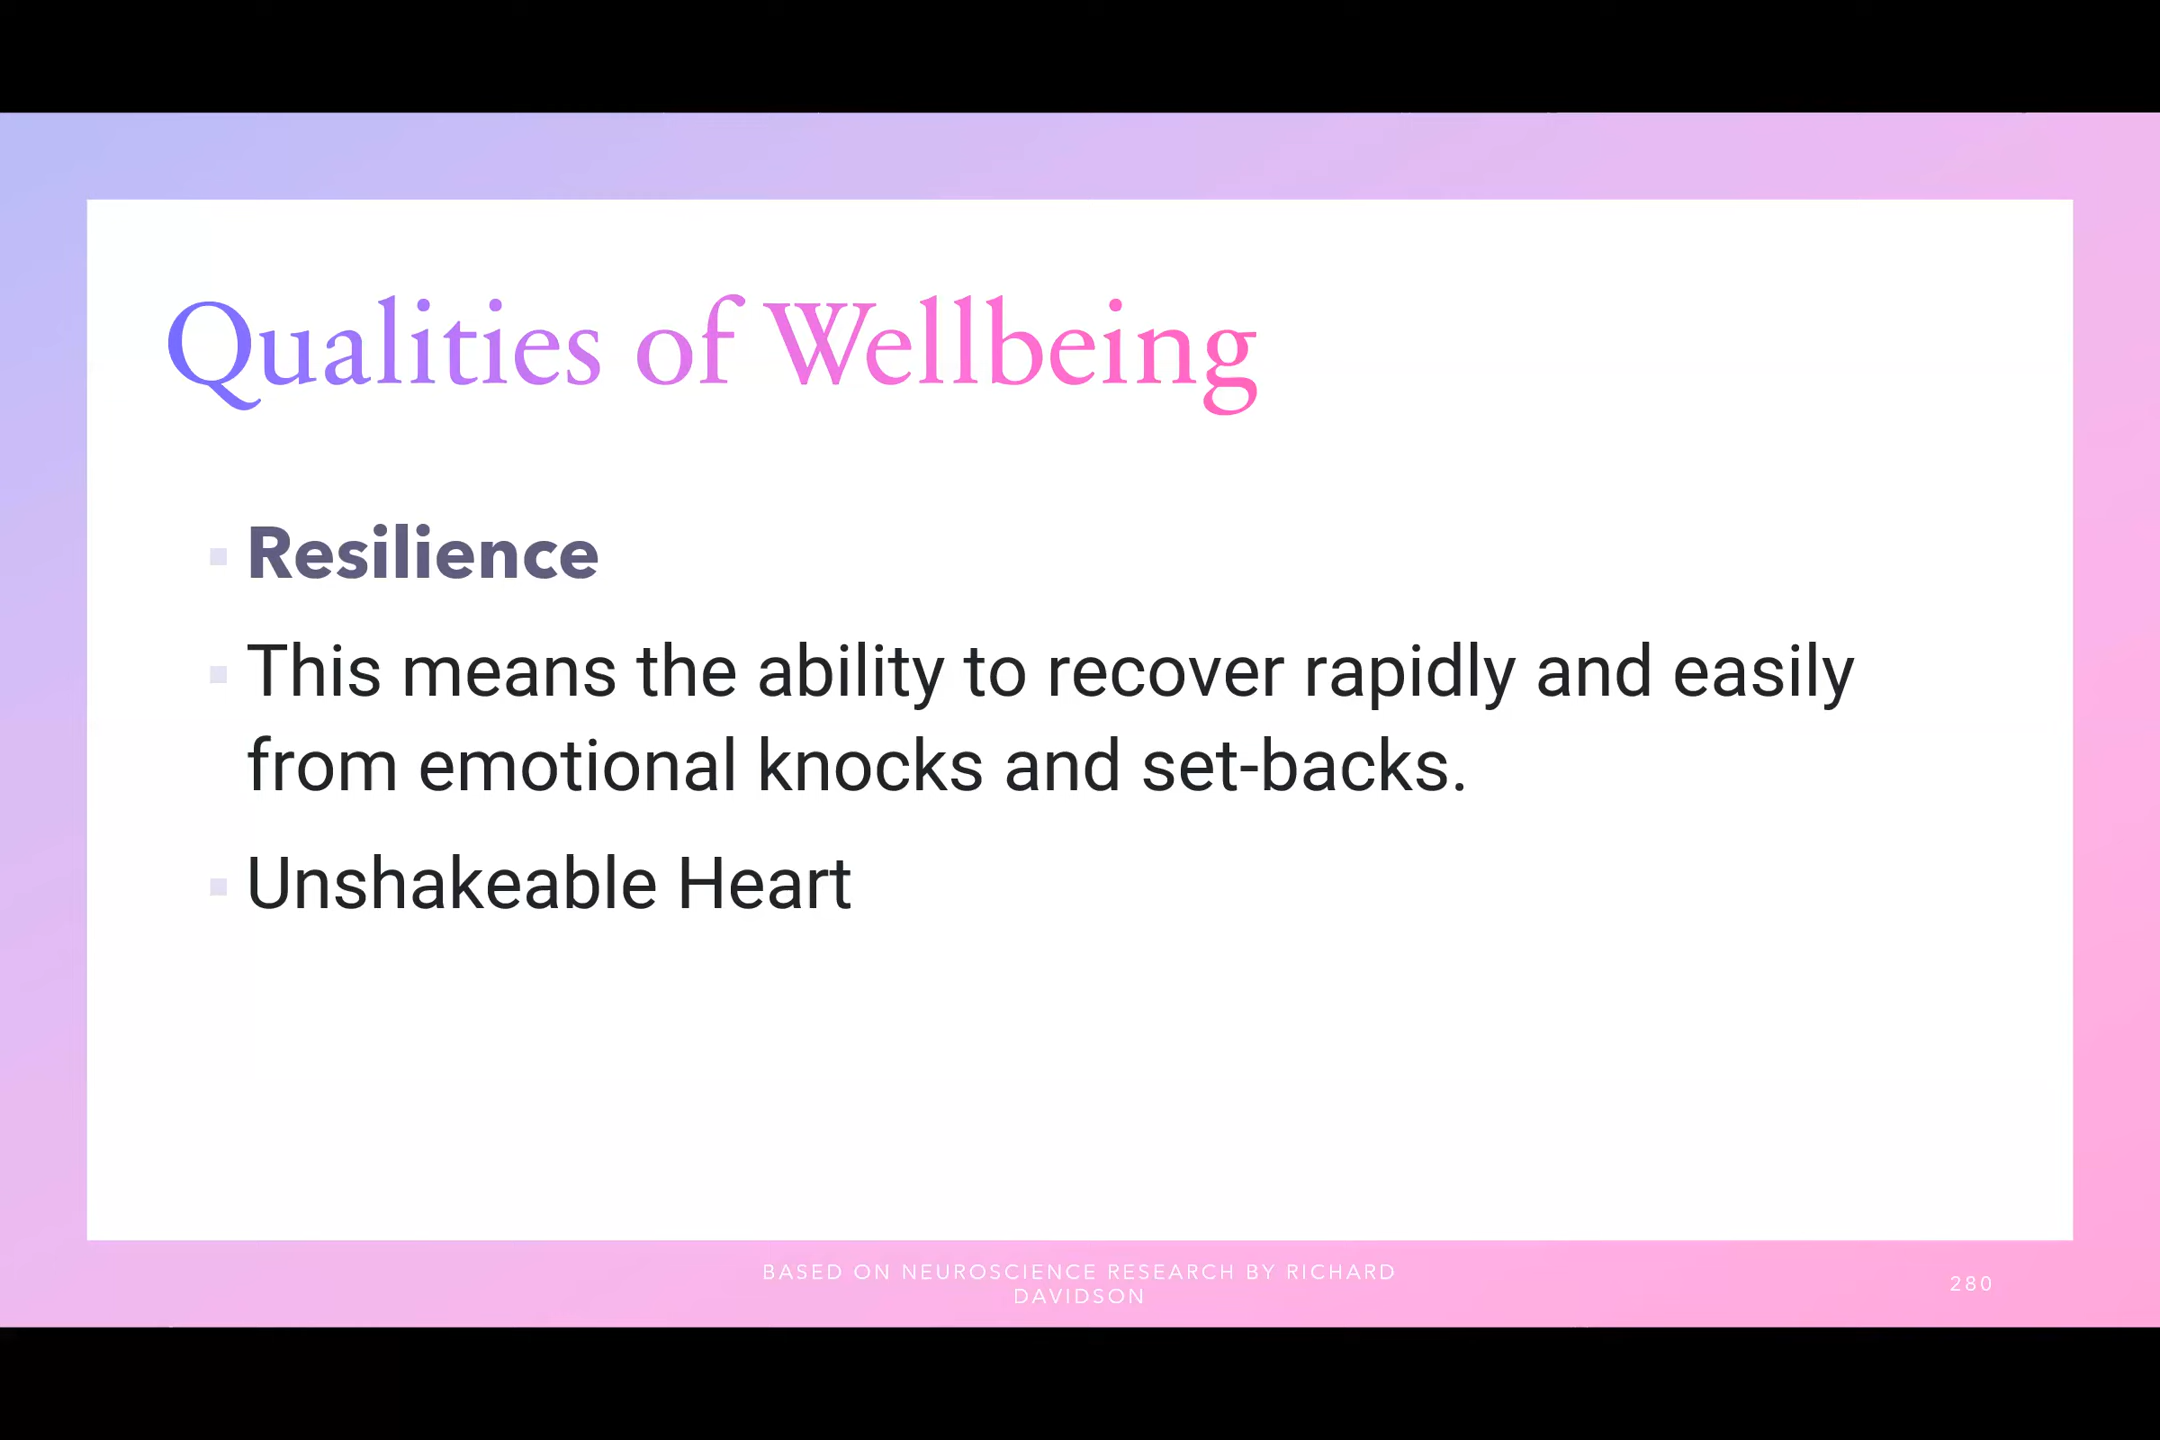 Qualities of Wellbeing
Resilience
This means the ability to recover rapidly and easily
from emotional knocks and set-backs.
Unshakeable Heart
BASED ON NEUROSCIENCE RESEARCH BY RICHARD
DAVIDSON
280